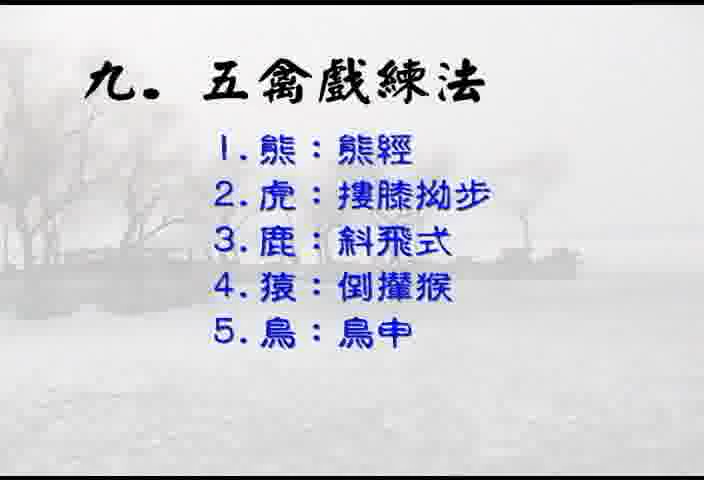 九。五禽戲練法
1.熊：熊經
2.虎：摟膝拗步
3.鹿：斜飛式
4.猿：倒攆猴
5.鳥：鳥申